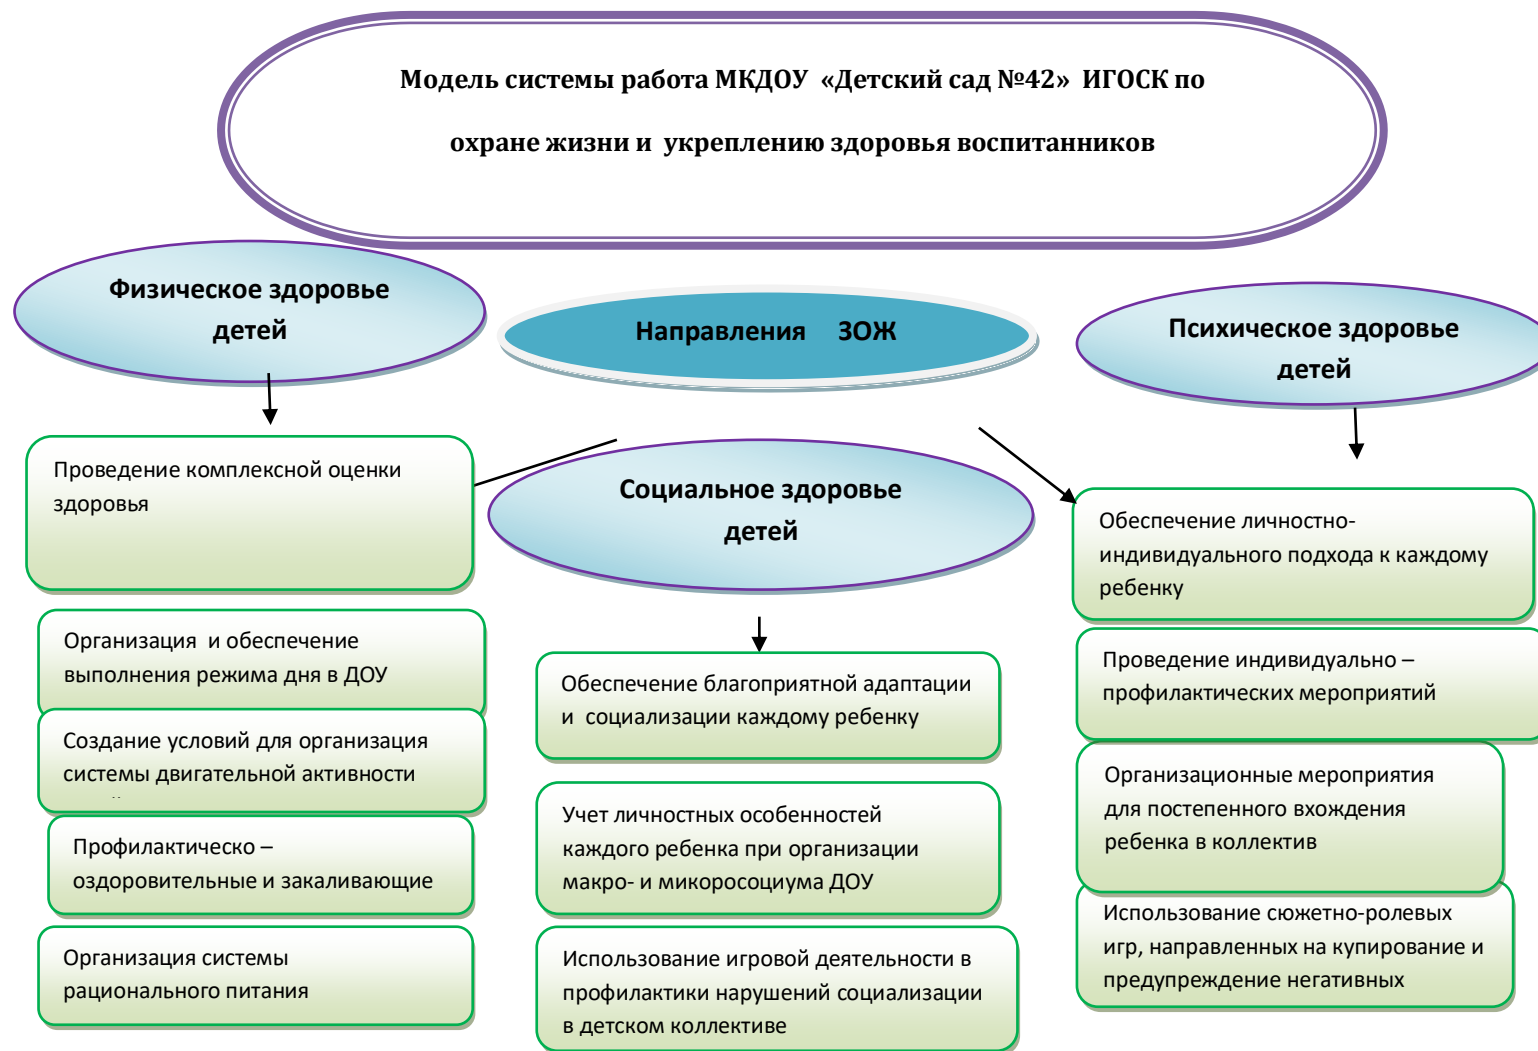 Модель системы работа МКДОУ «Детский сад №42» ИГОСК по
охране жизни и укреплению здоровья воспитанников
Физическое здоровье
детей
Направления ЗОЖ
Психическое здоровье
детей
Социальное здоровье
детей
Проведение комплексной оценки
здоровья
Организация и обеспечение
выполнения режима дня в ДОУ
Создание условий для организация
системы двигательной активности
Профилактическо –
оздоровительные и закаливающие
Организация системы
рационального питания
Обеспечение благоприятной адаптации
и социализации каждому ребенку
Учет личностных особенностей
каждого ребенка при организации
макро- и микоросоциума ДОУ
Использование игровой деятельности в
профилактики нарушений социализации
в детском коллективе
Обеспечение личностно-
индивидуального подхода к каждому
ребенку
Проведение индивидуально –
профилактических мероприятий
Организационные мероприятия
для постепенного вхождения
ребенка в коллектив
Использование сюжетно-ролевых
игр, направленных на купирование и
предупреждение негативных